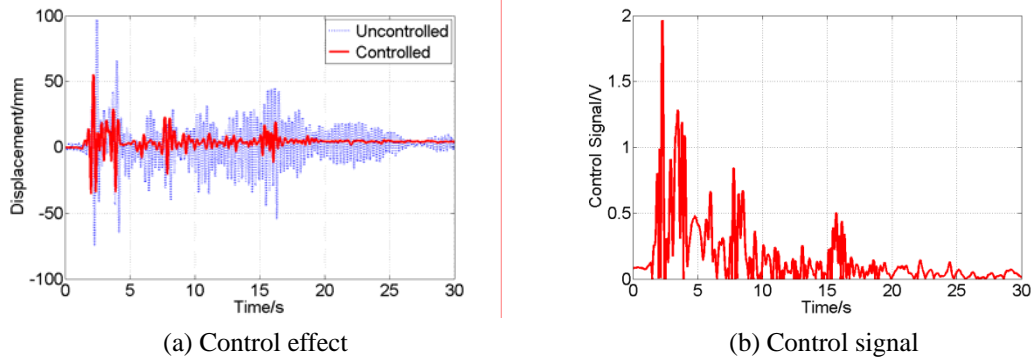 100
50
0
-50
-100
Displacement/mm
Uncontrolled
Controlled
0 5 10 15 20 25 30
Time/s
(a) Control effect
2
1.5
1
0.5
0
Control Signal/V
0 5 10 15 20 25 30
Time/s
(b) Control signal